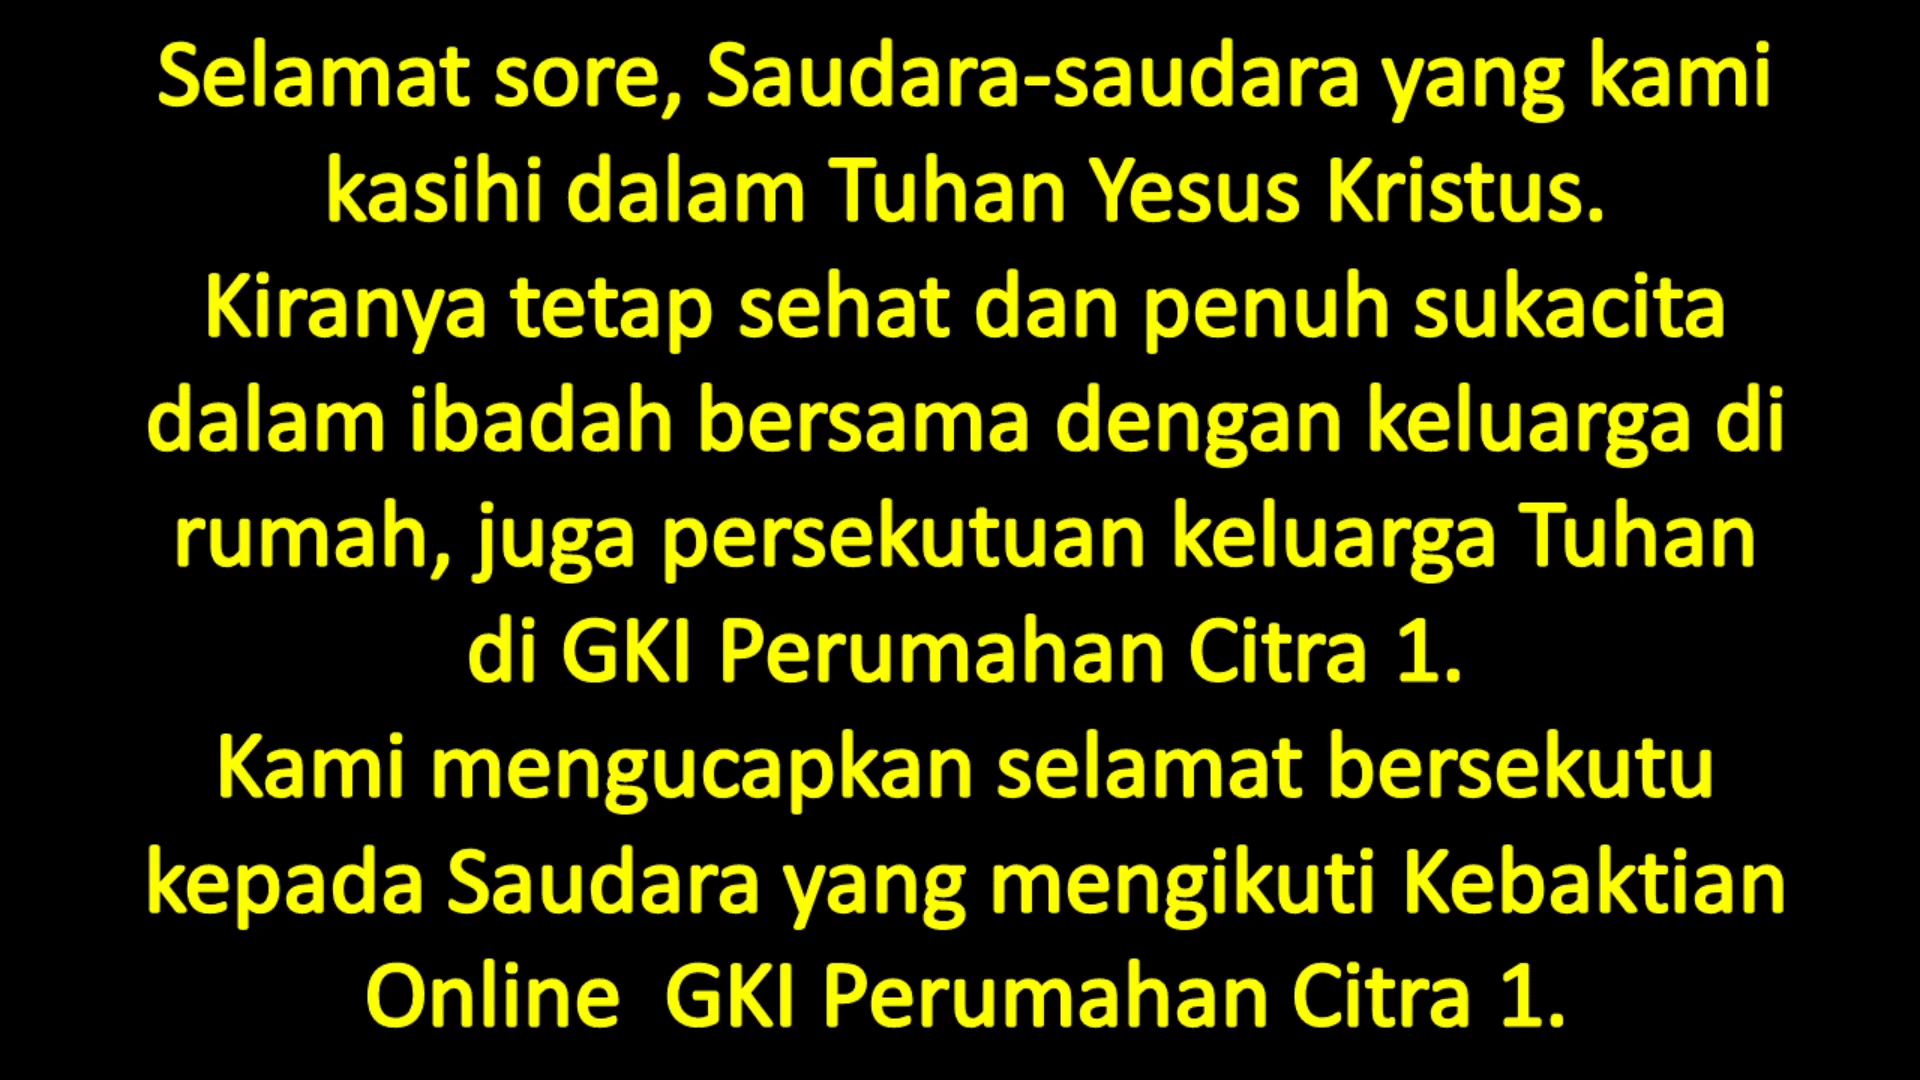 Selamat sore, Saudara-saudara yang kami
kasihi dalam Tuhan Yesus Kristus.
Kiranya tetap sehat dan penuh sukacita
dalam ibadah bersama dengan keluarga di
rumah, juga persekutuan keluarga Tuhan
di GKI Perumahan Citra 1.
Kami mengucapkan selamat bersekutu
kepada Saudara yang mengikuti Kebaktian
Online  GKI Perumahan Citra 1.